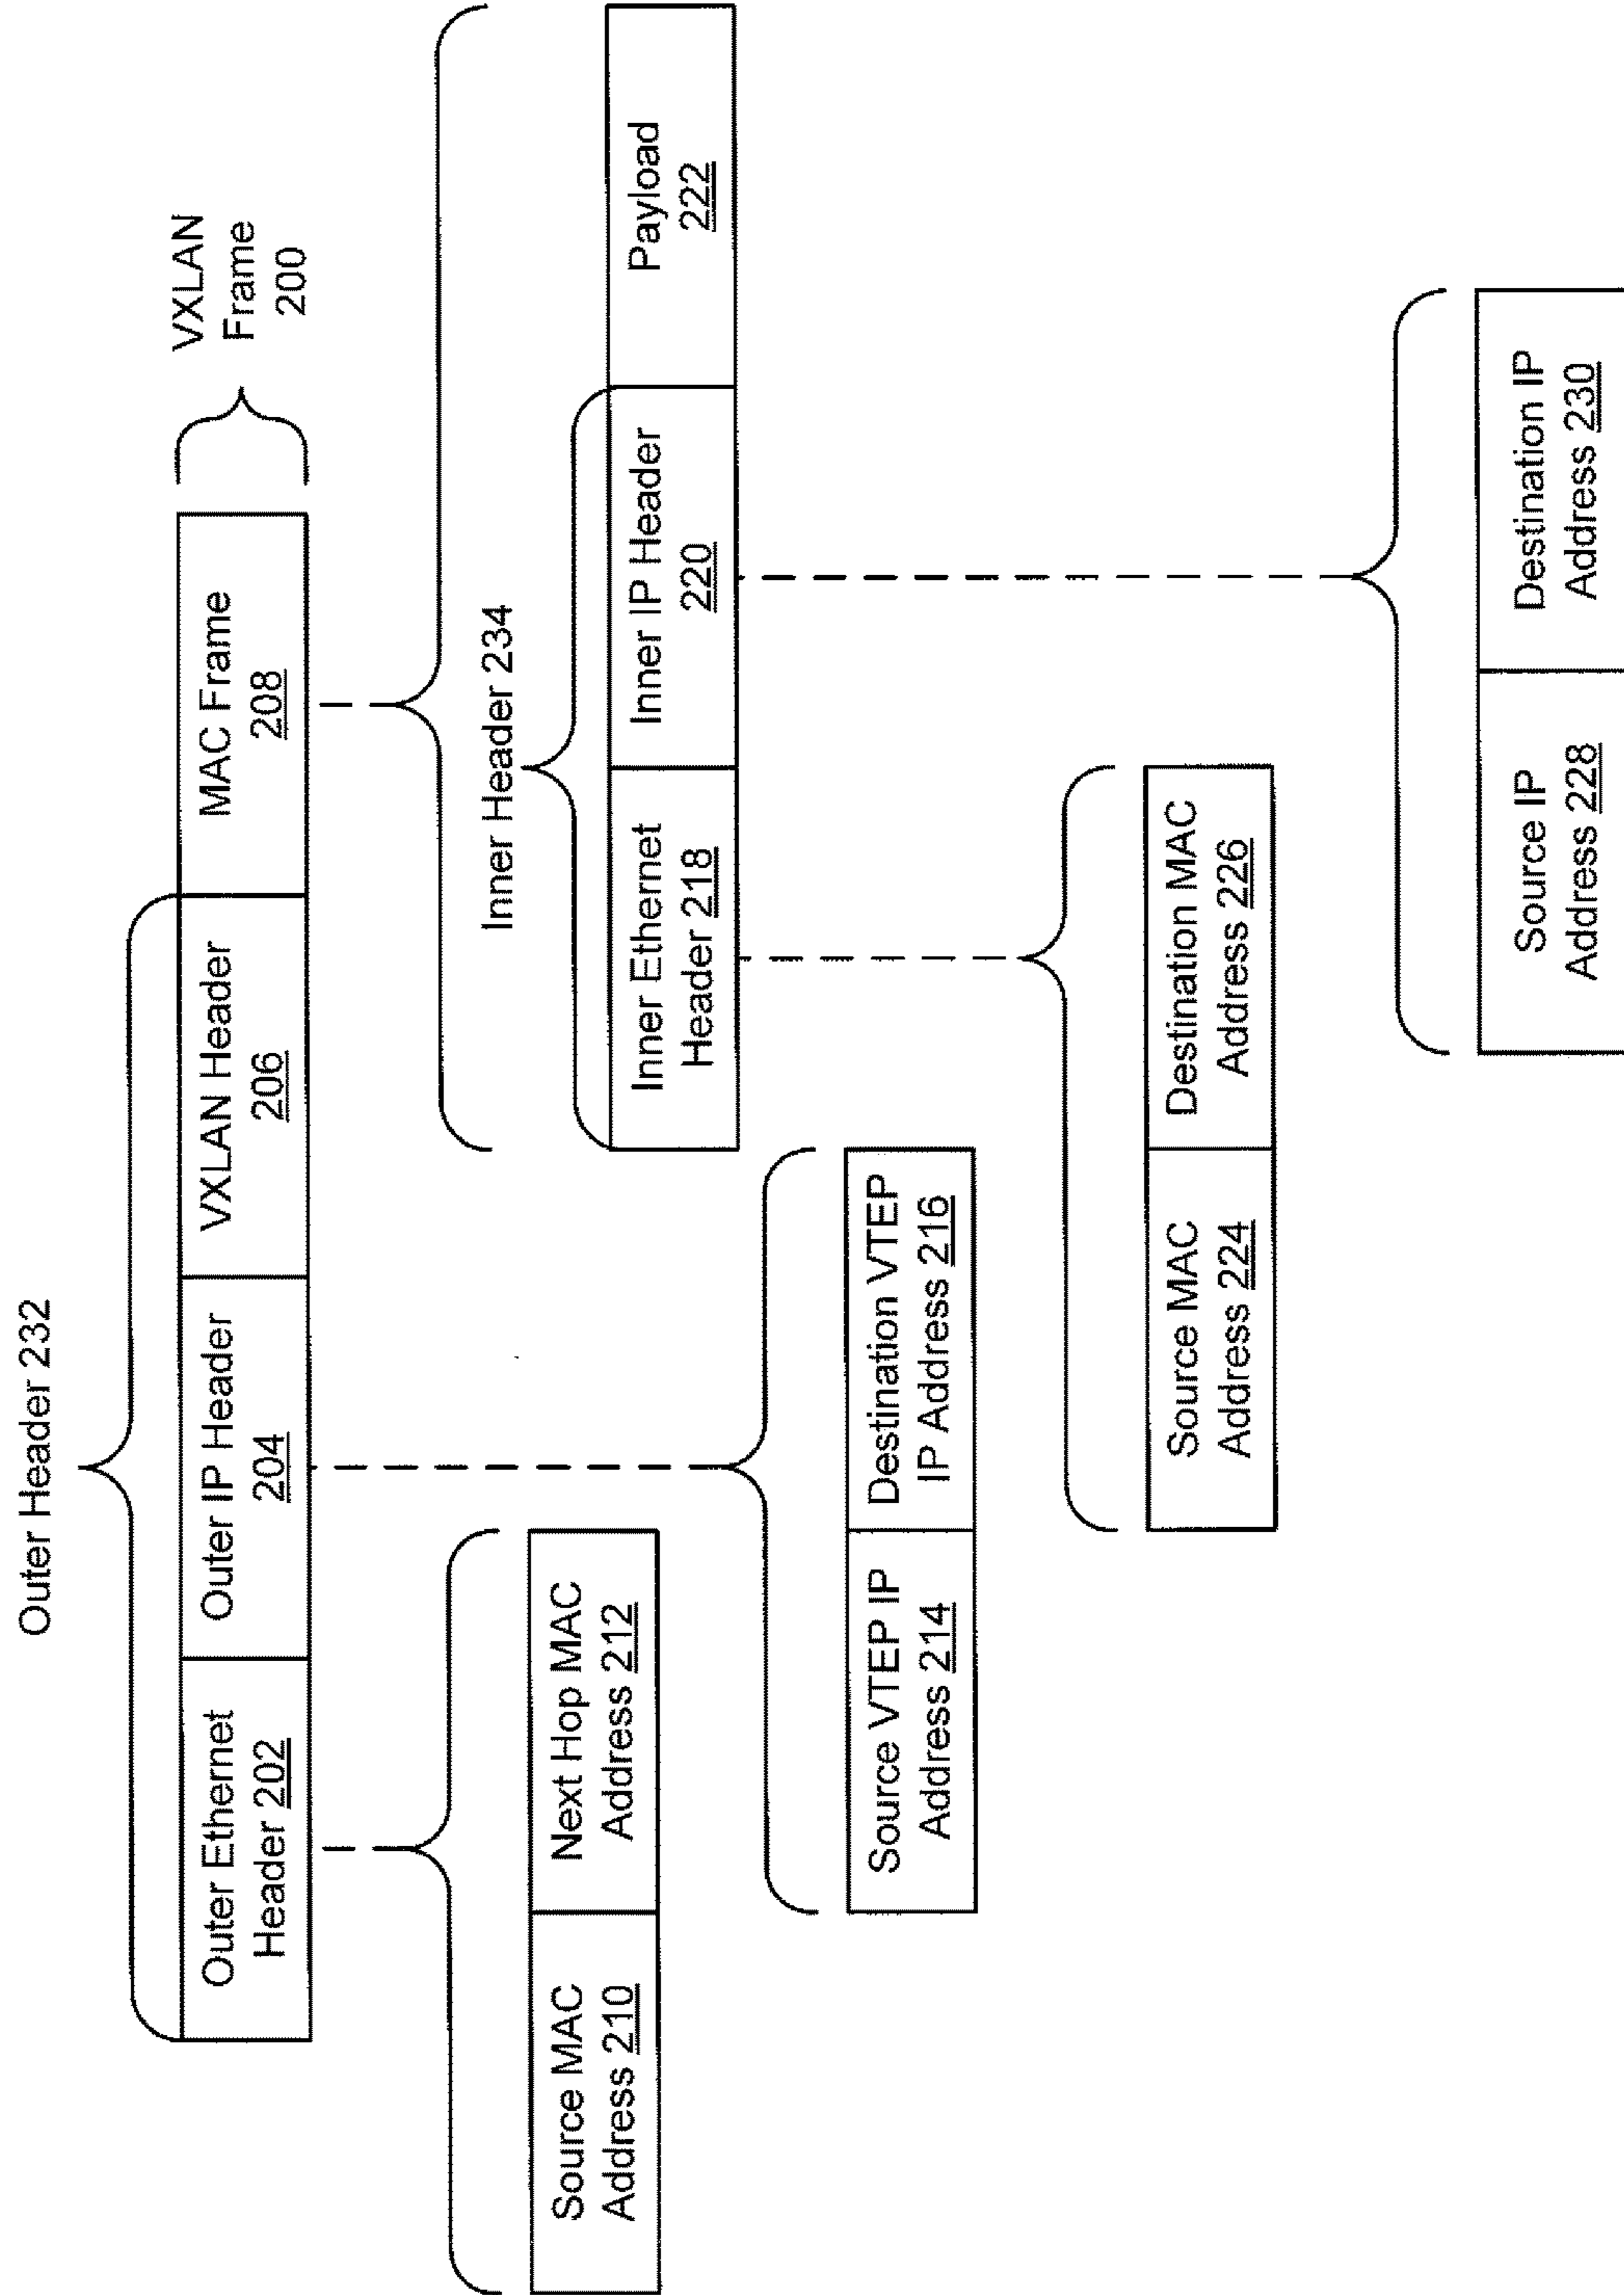 Outer Header 232
Outer Ethernet
Header 202
Outer IP Header
204
VXLAN Header
206
MAC Frame
208
VXLAN
Frame
200
Source MAC
Address 210
Next Hop MAC
Address 212
Inner Header 234
Inner Ethernet
Header 218
Inner IP Header
220
Payload
222
Source VTEP IP
Address 214
Destination VTEP
IP Address 216
Source MAC
Address 224
Destination MAC
Address 226
Source IP
Address 228
Destination IP
Address 230